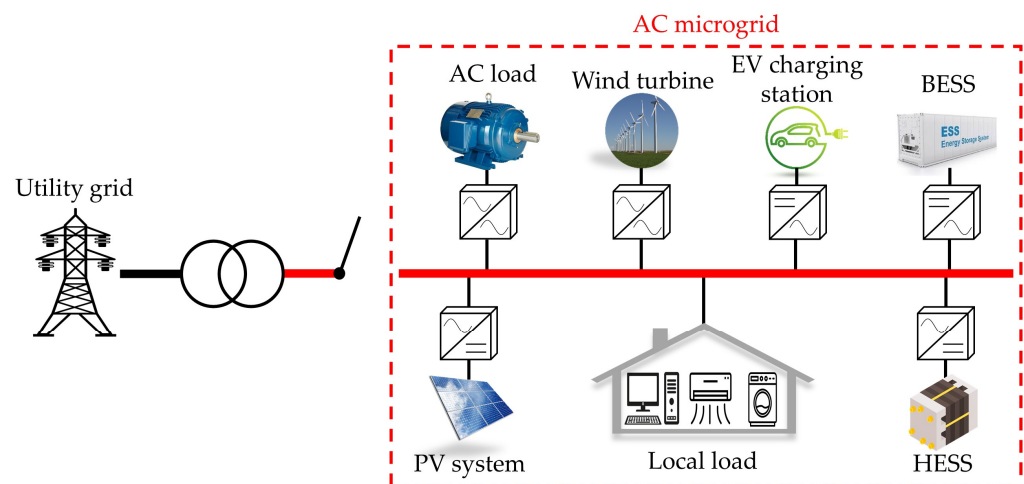 AC microgrid
AC load
Wind turbine
EV charging
station
BESS
ESS
Energy Storage System
Utility grid
PV system
Local load
HESS